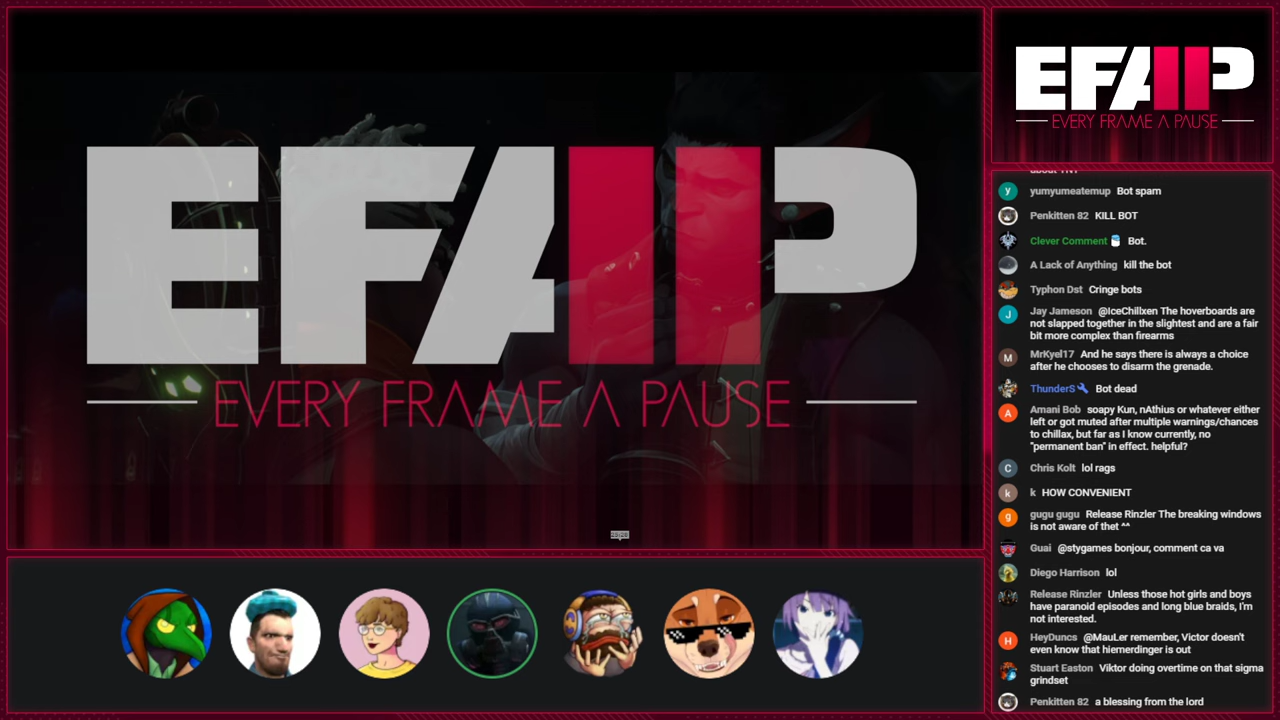 EFAP
EVERY FRAME A PAUSE
EFAP
EVERY FRAME A PAUSE
about TNT
y yumyumeatemup Bot spam
Penkitten 82 KILL BOT
Clever Comment Bot.
A Lack of Anything kill the bot
Typhon Dst Cringe bots
J Jay Jameson @IceChillxen The hoverboards are
not slapped together in the slightest and are a fair
bit more complex than firearms
M MrKyel17 And he says there is always a choice
after he chooses to disarm the grenade.
ThunderS Bot dead
A Amani Bob soapy Kun, nAthius or whatever either
left or got muted after multiple warnings/chances
to chillax, but far as I know currently, no
"permanent ban" in effect. helpful?
C Chris Kolt lol rags
k k HOW CONVENIENT
g gugu gugu Release Rinzler The breaking windows
is not aware of thet ^^
Guai @stygames bonjour, comment ca va
Diego Harrison lol
Release Rinzler Unless those hot girls and boys
have paranoid episodes and long blue braids, I'm
not interested.
H HeyDuncs @MauLer remember, Victor doesn't
even know that hiemerdinger is out
Stuart Easton Viktor doing overtime on that sigma
grindset
Penkitten 82 a blessing from the lord